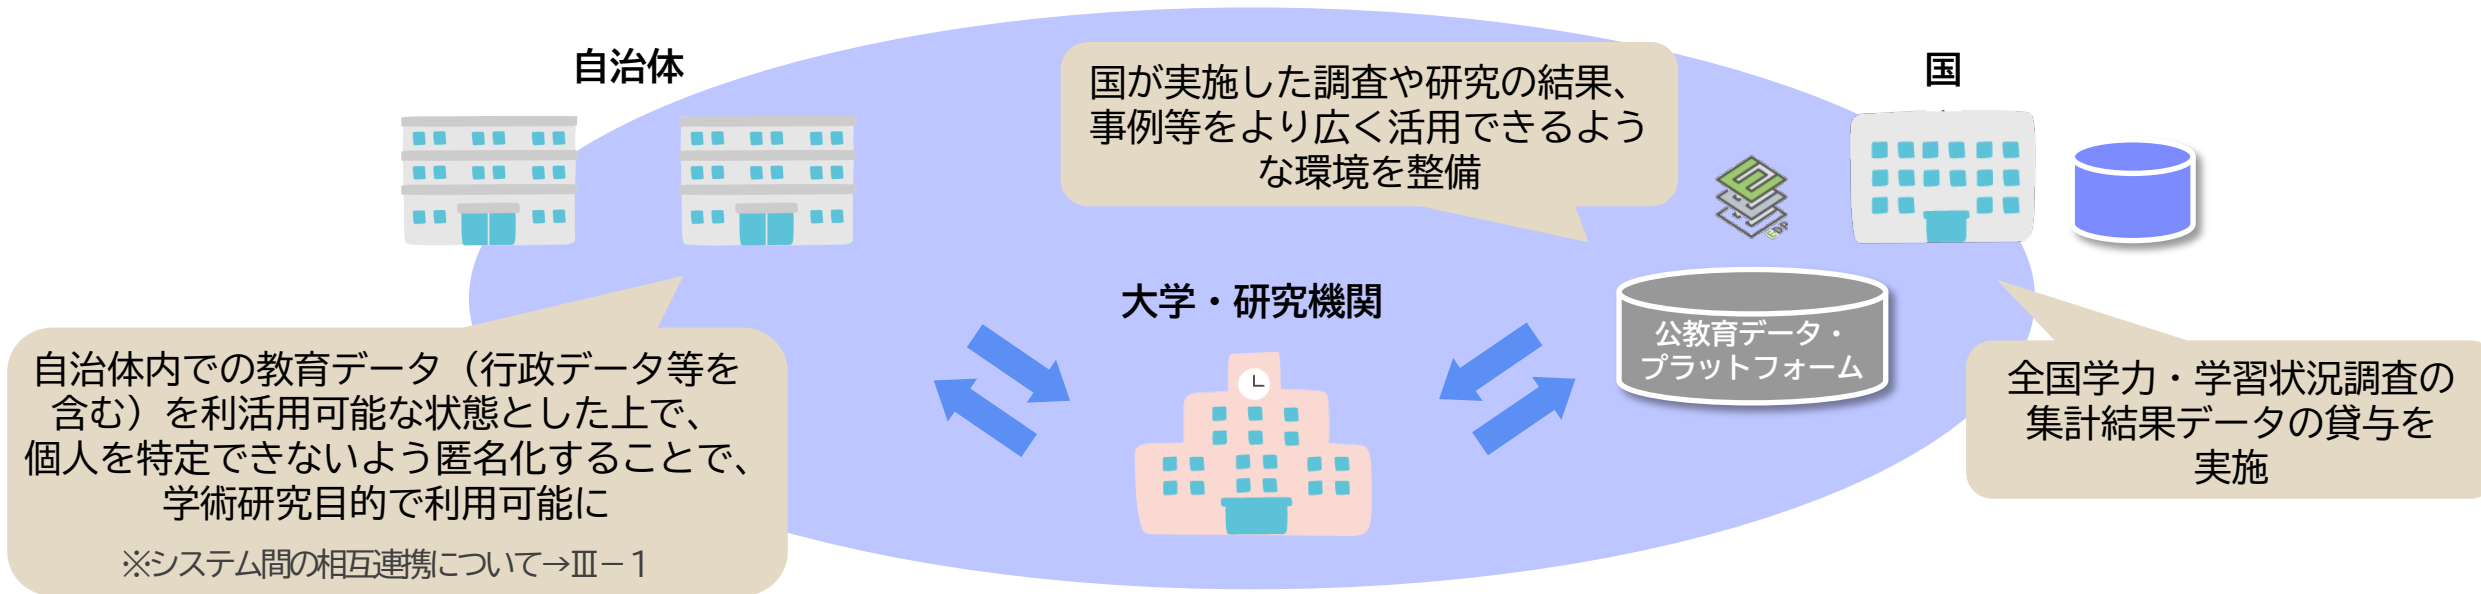 自治体
国が実施した調査や研究の結果、
事例等をより広く活用できるよう
な環境を整備
国
EDP
大学・研究機関
公教育データ・
プラットフォーム
自治体内での教育データ（行政データ等を
含む）を利活用可能な状態とした上で、
個人を特定できないよう匿名化することで、
学術研究目的で利用可能に
※システム間の相互連携について→Ⅲ－１
全国学力・学習状況調査の
集計結果データの貸与を
実施